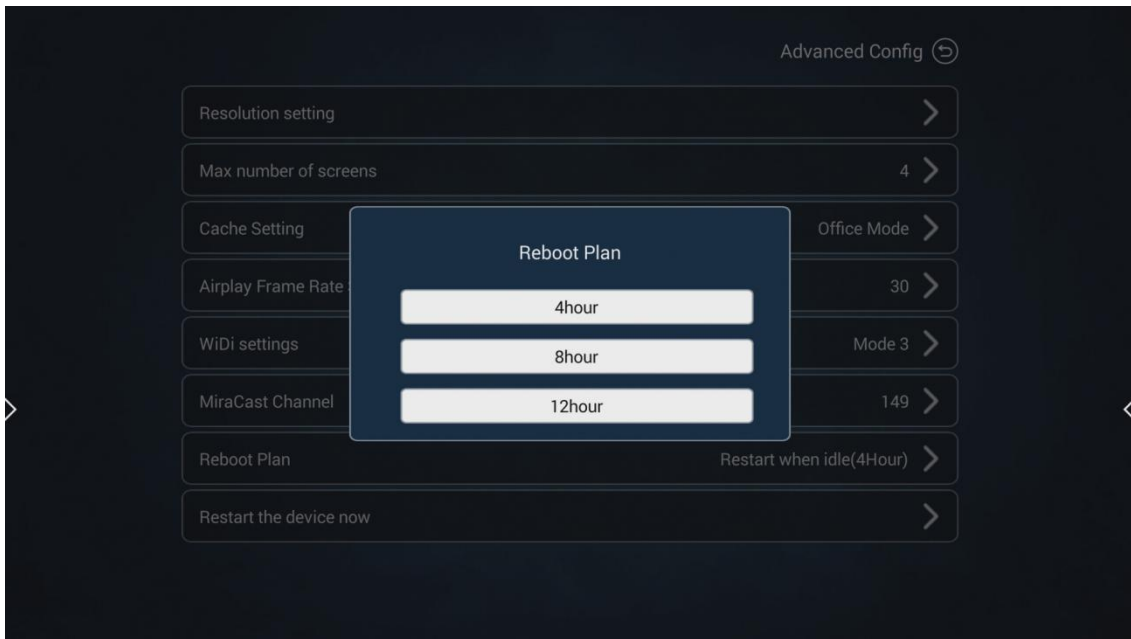 Advanced Config
Resolution setting
Max number of screens 4
Cache Setting Office Mode
Airplay Frame Rate 30
WiDi settings Mode 3
MiraCast Channel 149
Reboot Plan Restart when idle(4Hour)
Restart the device now
Reboot Plan
4hour
8hour
12hour